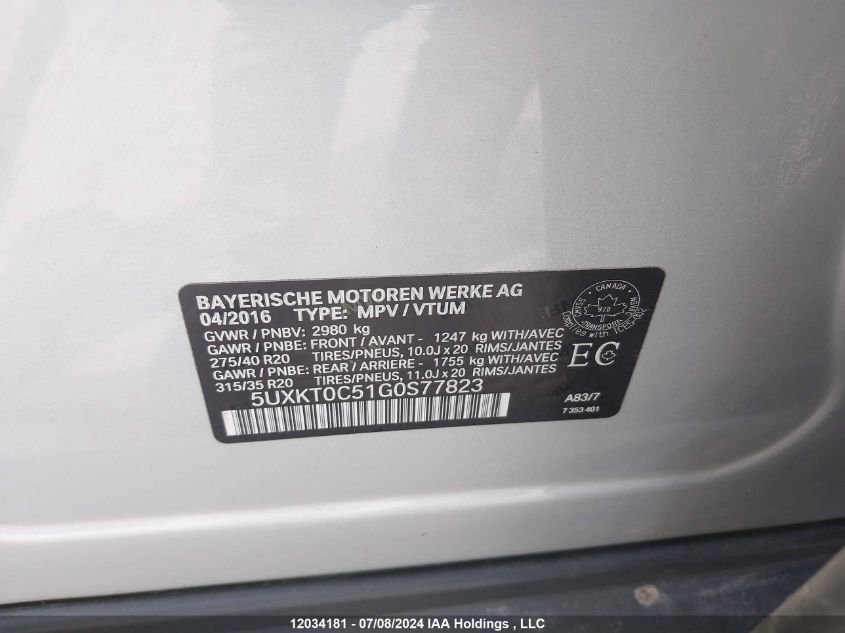 BAYERISCHE MOTOREN WERKE AG
04/2016 TYPE: MPV / VTUM
GVWR / PNBV: 2980 kg
GAWR / PNBE: FRONT / AVANT - 1247 kg WITH/AVEC
275/40 R20 TIRES/PNEUS, 10.0J x 20 RIMS/JANTES
GAWR / PNBE: REAR / ARRIERE - 1755 kg WITH/AVEC
315/35 R20 TIRES/PNEUS, 11.0J x 20 RIMS/JANTES
5UXKT0C51G0S77823
CANADA
978
TRANSPORT
EC
A83/7
7 353 401
12034181 - 07/08/2024 IAA Holdings , LLC